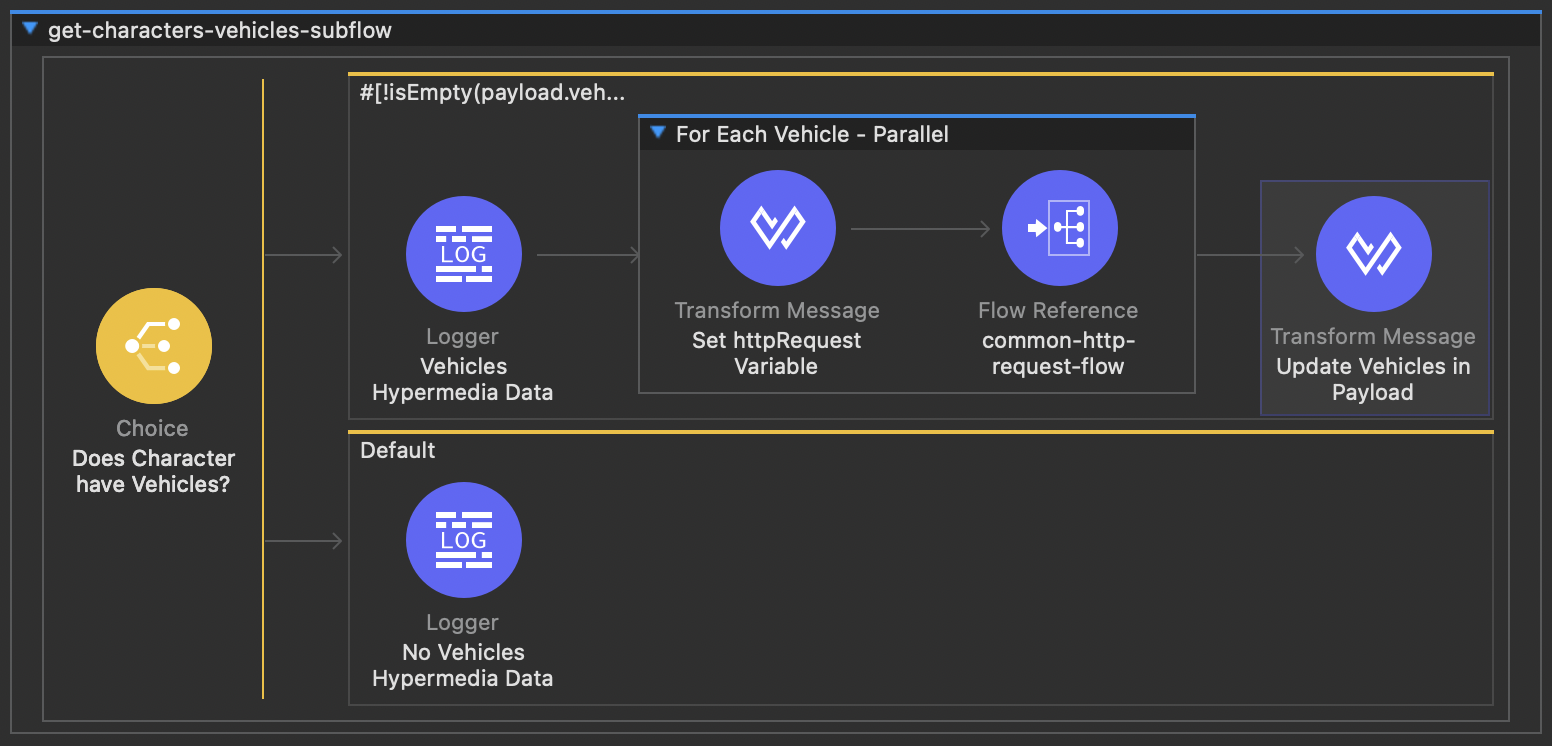 get-characters-vehicles-subflow
#[!isEmpty(payload.veh...
For Each Vehicle - Parallel
LOG
Logger
Vehicles
Hypermedia Data
Transform Message
Set httpRequest
Variable
Flow Reference
common-http-
request-flow
Transform Message
Update Vehicles in
Payload
Choice
Does Character
have Vehicles?
Default
LOG
Logger
No Vehicles
Hypermedia Data